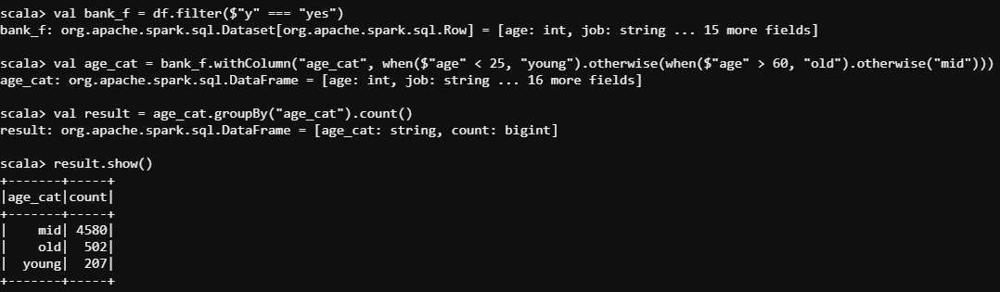 scala> val bank_f = df.filter($"y" === "yes")
bank_f: org.apache.spark.sql.Dataset[org.apache.spark.sql.Row] = [age: int, job: string ... 15 more fields]
scala> val age_cat = bank_f.withColumn("age_cat", when($"age" < 25, "young").otherwise(when($"age" > 60, "old").otherwise("mid")))
age_cat: org.apache.spark.sql.DataFrame = [age: int, job: string ... 16 more fields]
scala> val result = age_cat.groupBy("age_cat").count()
result: org.apache.spark.sql.DataFrame = [age_cat: string, count: bigint]
scala> result.show()
+-------+-----+
|age_cat|count|
+-------+-----+
|    mid| 4580|
|    old|  502|
|  young|  207|
+-------+-----+